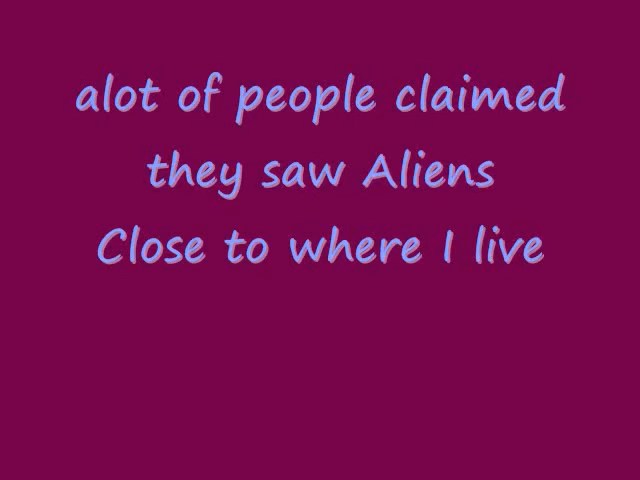 alot of people claimed
they saw Aliens
Close to where I live